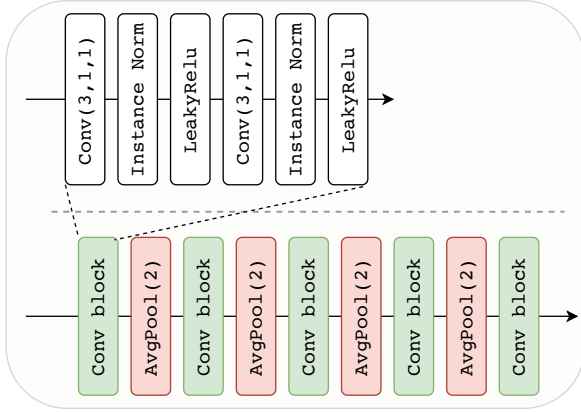 Conv(3,1,1)
Instance Norm
LeakyRelu
Conv(3,1,1)
Instance Norm
LeakyRelu
Conv block
AvgPool(2)
Conv block
AvgPool(2)
Conv block
AvgPool(2)
Conv block
AvgPool(2)
Conv block